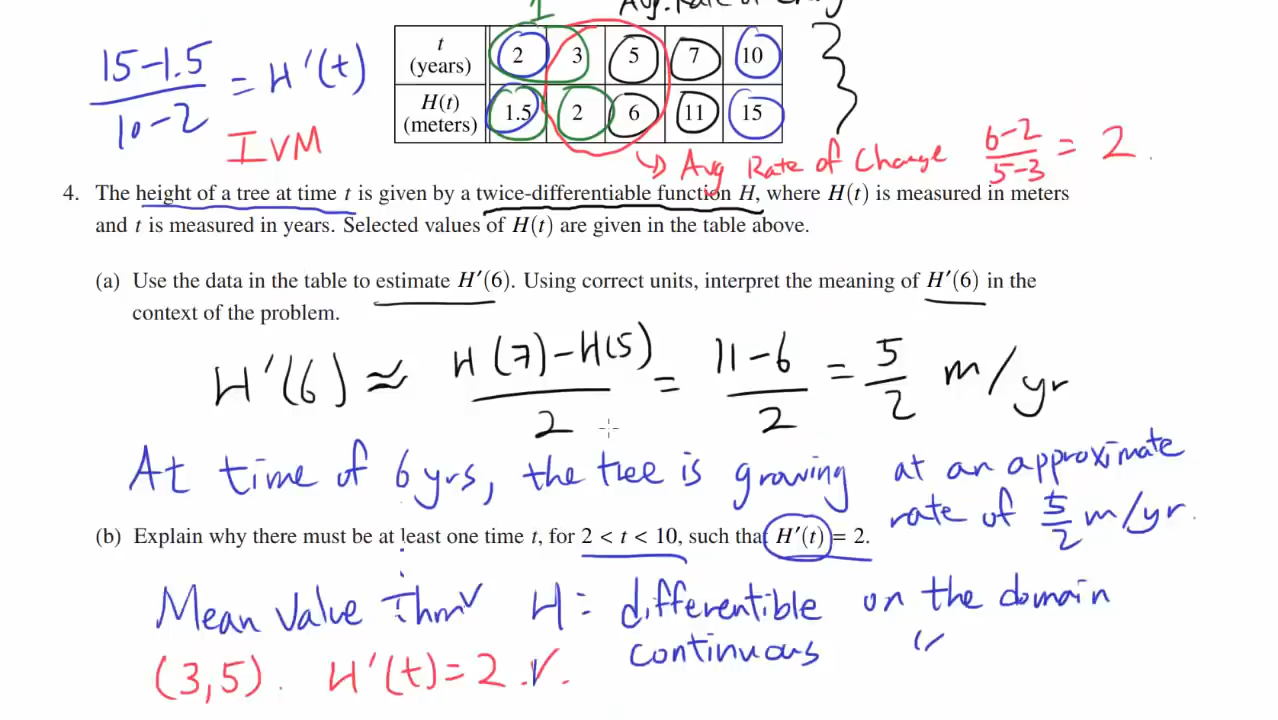 Avg. Rate of Chang
15-1.5
10-2
= H'(t)
IVM
t (years) 2 3 5 7 10
H(t) (meters) 1.5 2 6 11 15
→ Avg Rate of Change 6-2 / 5-3 = 2
4. The height of a tree at time t is given by a twice-differentiable function H, where H(t) is measured in meters
and t is measured in years. Selected values of H(t) are given in the table above.
(a) Use the data in the table to estimate H'(6). Using correct units, interpret the meaning of H'(6) in the
context of the problem.
H'(6) ≈ H(7)-H(5) / 2 = 11-6 / 2 = 5/2 m/yr
At time of 6 yrs, the tree is growing at an approximate
rate of 5/2 m/yr.
(b) Explain why there must be at least one time t, for 2 < t < 10, such that H'(t) = 2.
Mean Value Thm ✓ H = differentible on the domain
continuous "
(3,5). H'(t)=2 ✓.